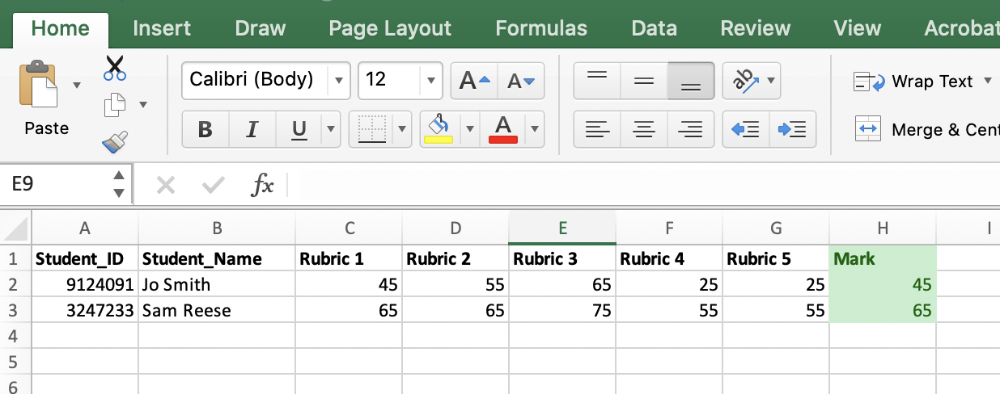 Home Insert Draw Page Layout Formulas Data Review View Acrobat
Calibri (Body) 12 A A ab Wrap Text
Paste B I U A Merge & Cent
E9 fx
A B C D E F G H I
1 Student_ID Student_Name Rubric 1 Rubric 2 Rubric 3 Rubric 4 Rubric 5 Mark
2 9124091 Jo Smith 45 55 65 25 25 45
3 3247233 Sam Reese 65 65 75 55 55 65
4
5
6